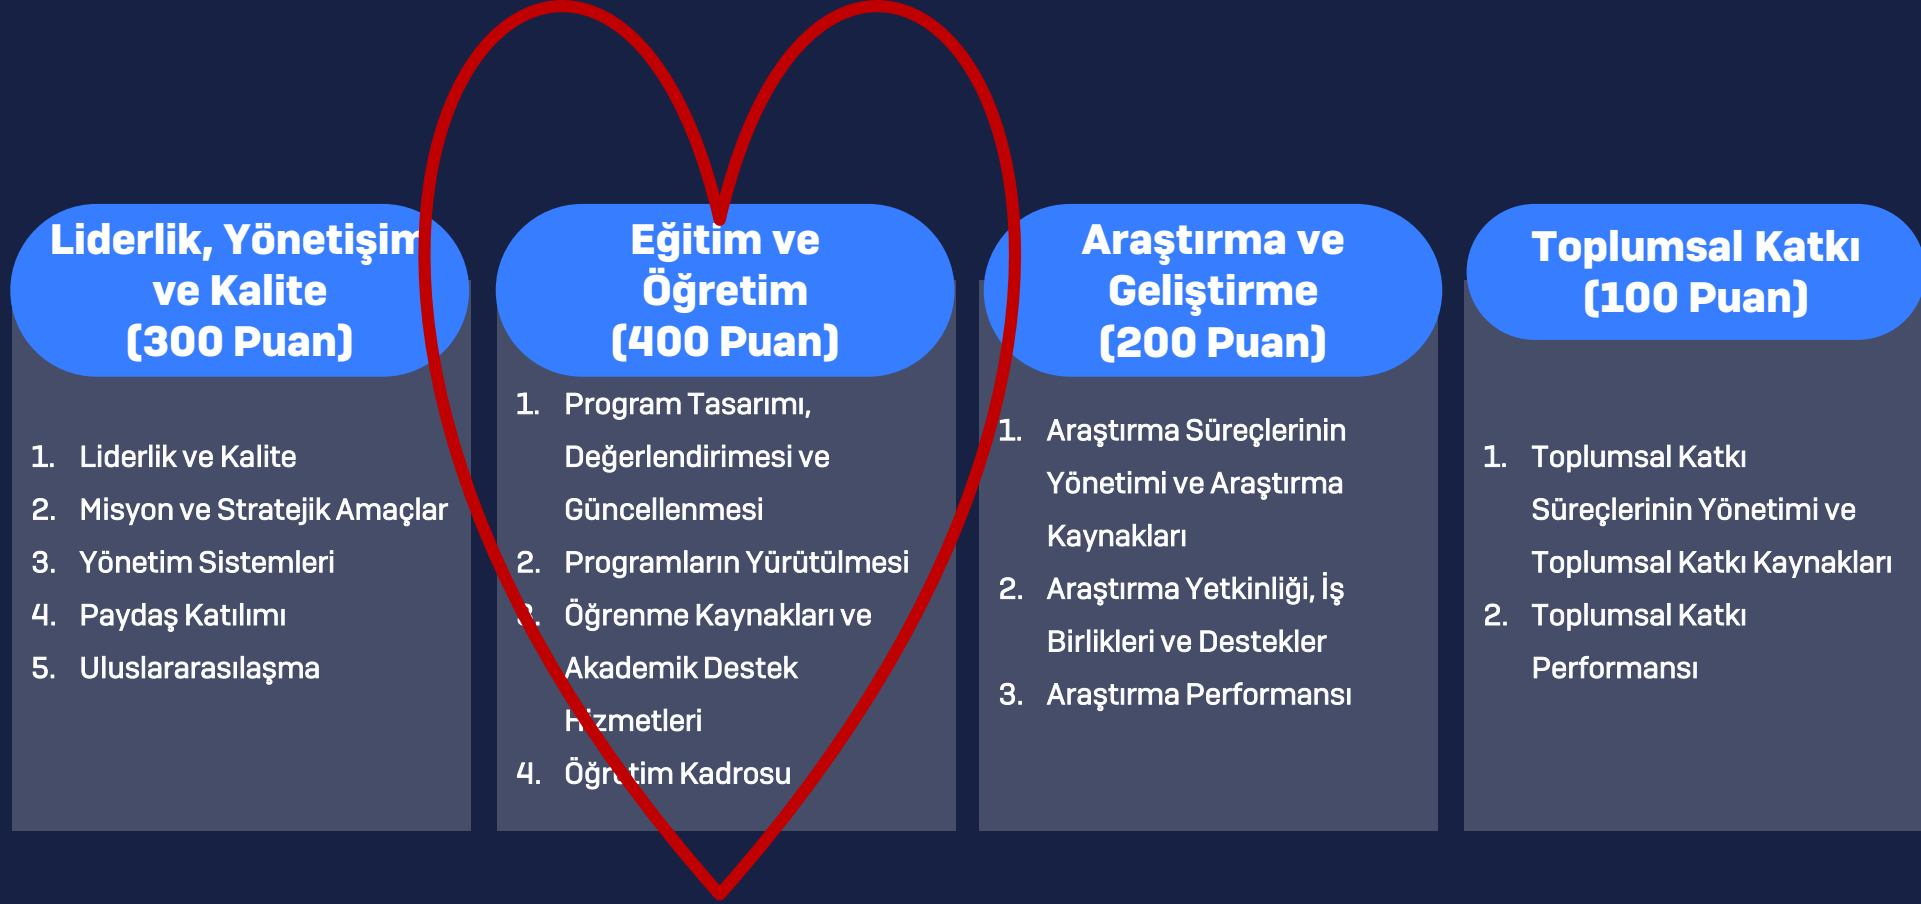 Liderlik, Yönetişim
ve Kalite
(300 Puan)
1. Liderlik ve Kalite
2. Misyon ve Stratejik Amaçlar
3. Yönetim Sistemleri
4. Paydaş Katılımı
5. Uluslararasılaşma
Eğitim ve
Öğretim
(400 Puan)
1. Program Tasarımı,
Değerlendirimesi ve
Güncellenmesi
2. Programların Yürütülmesi
3. Öğrenme Kaynakları ve
Akademik Destek
Hizmetleri
4. Öğretim Kadrosu
Araştırma ve
Geliştirme
(200 Puan)
1. Araştırma Süreçlerinin
Yönetimi ve Araştırma
Kaynakları
2. Araştırma Yetkinliği, İş
Birlikleri ve Destekler
3. Araştırma Performansı
Toplumsal Katkı
(100 Puan)
1. Toplumsal Katkı
Süreçlerinin Yönetimi ve
Toplumsal Katkı Kaynakları
2. Toplumsal Katkı
Performansı